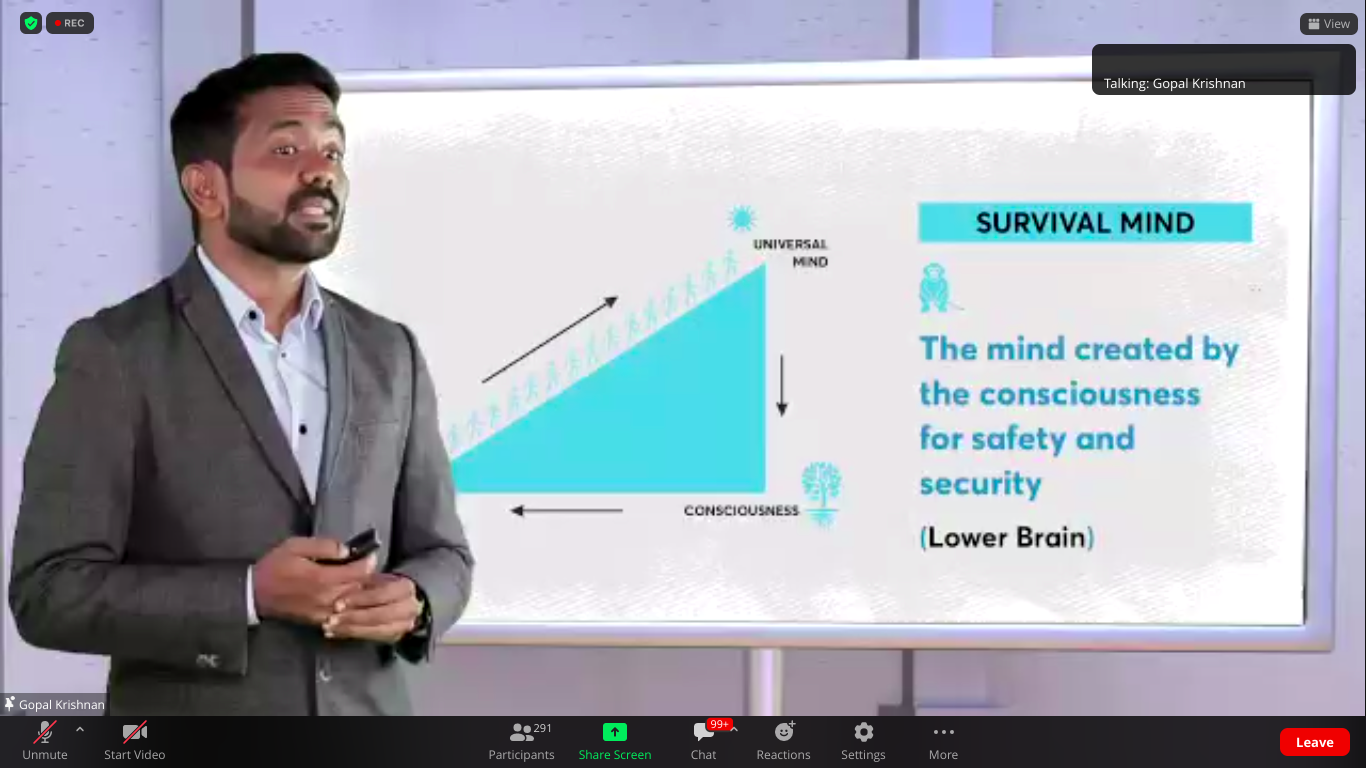 REC
View
Talking: Gopal Krishnan
UNIVERSAL
MIND
CONSCIOUSNESS
SURVIVAL MIND
The mind created by
the consciousness
for safety and
security
(Lower Brain)
Gopal Krishnan
291
99+
Unmute
Start Video
Participants
Share Screen
Chat
Reactions
Settings
More
Leave